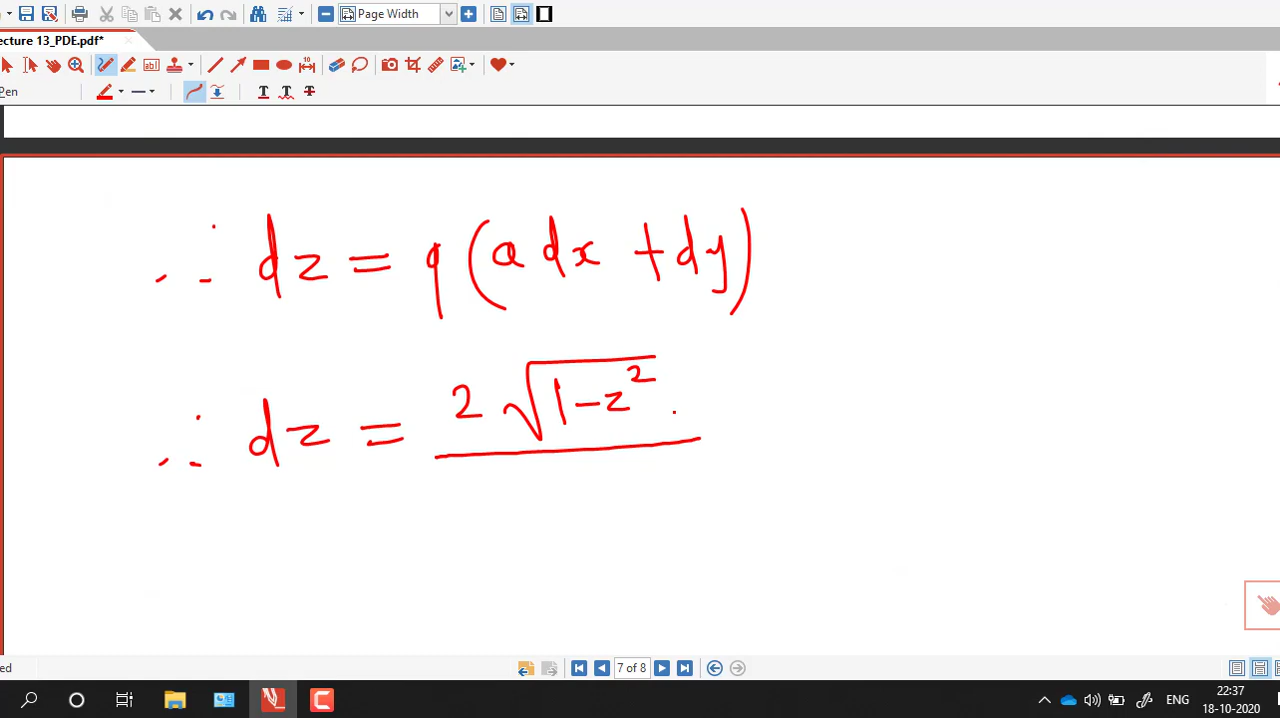 Page Width
ecture 13_PDE.pdf*
Pen
∴ dz = q (a dx + dy)
∴ dz = 2 √(1 - z²)
7 of 8
ed
ENG
22:37
18-10-2020